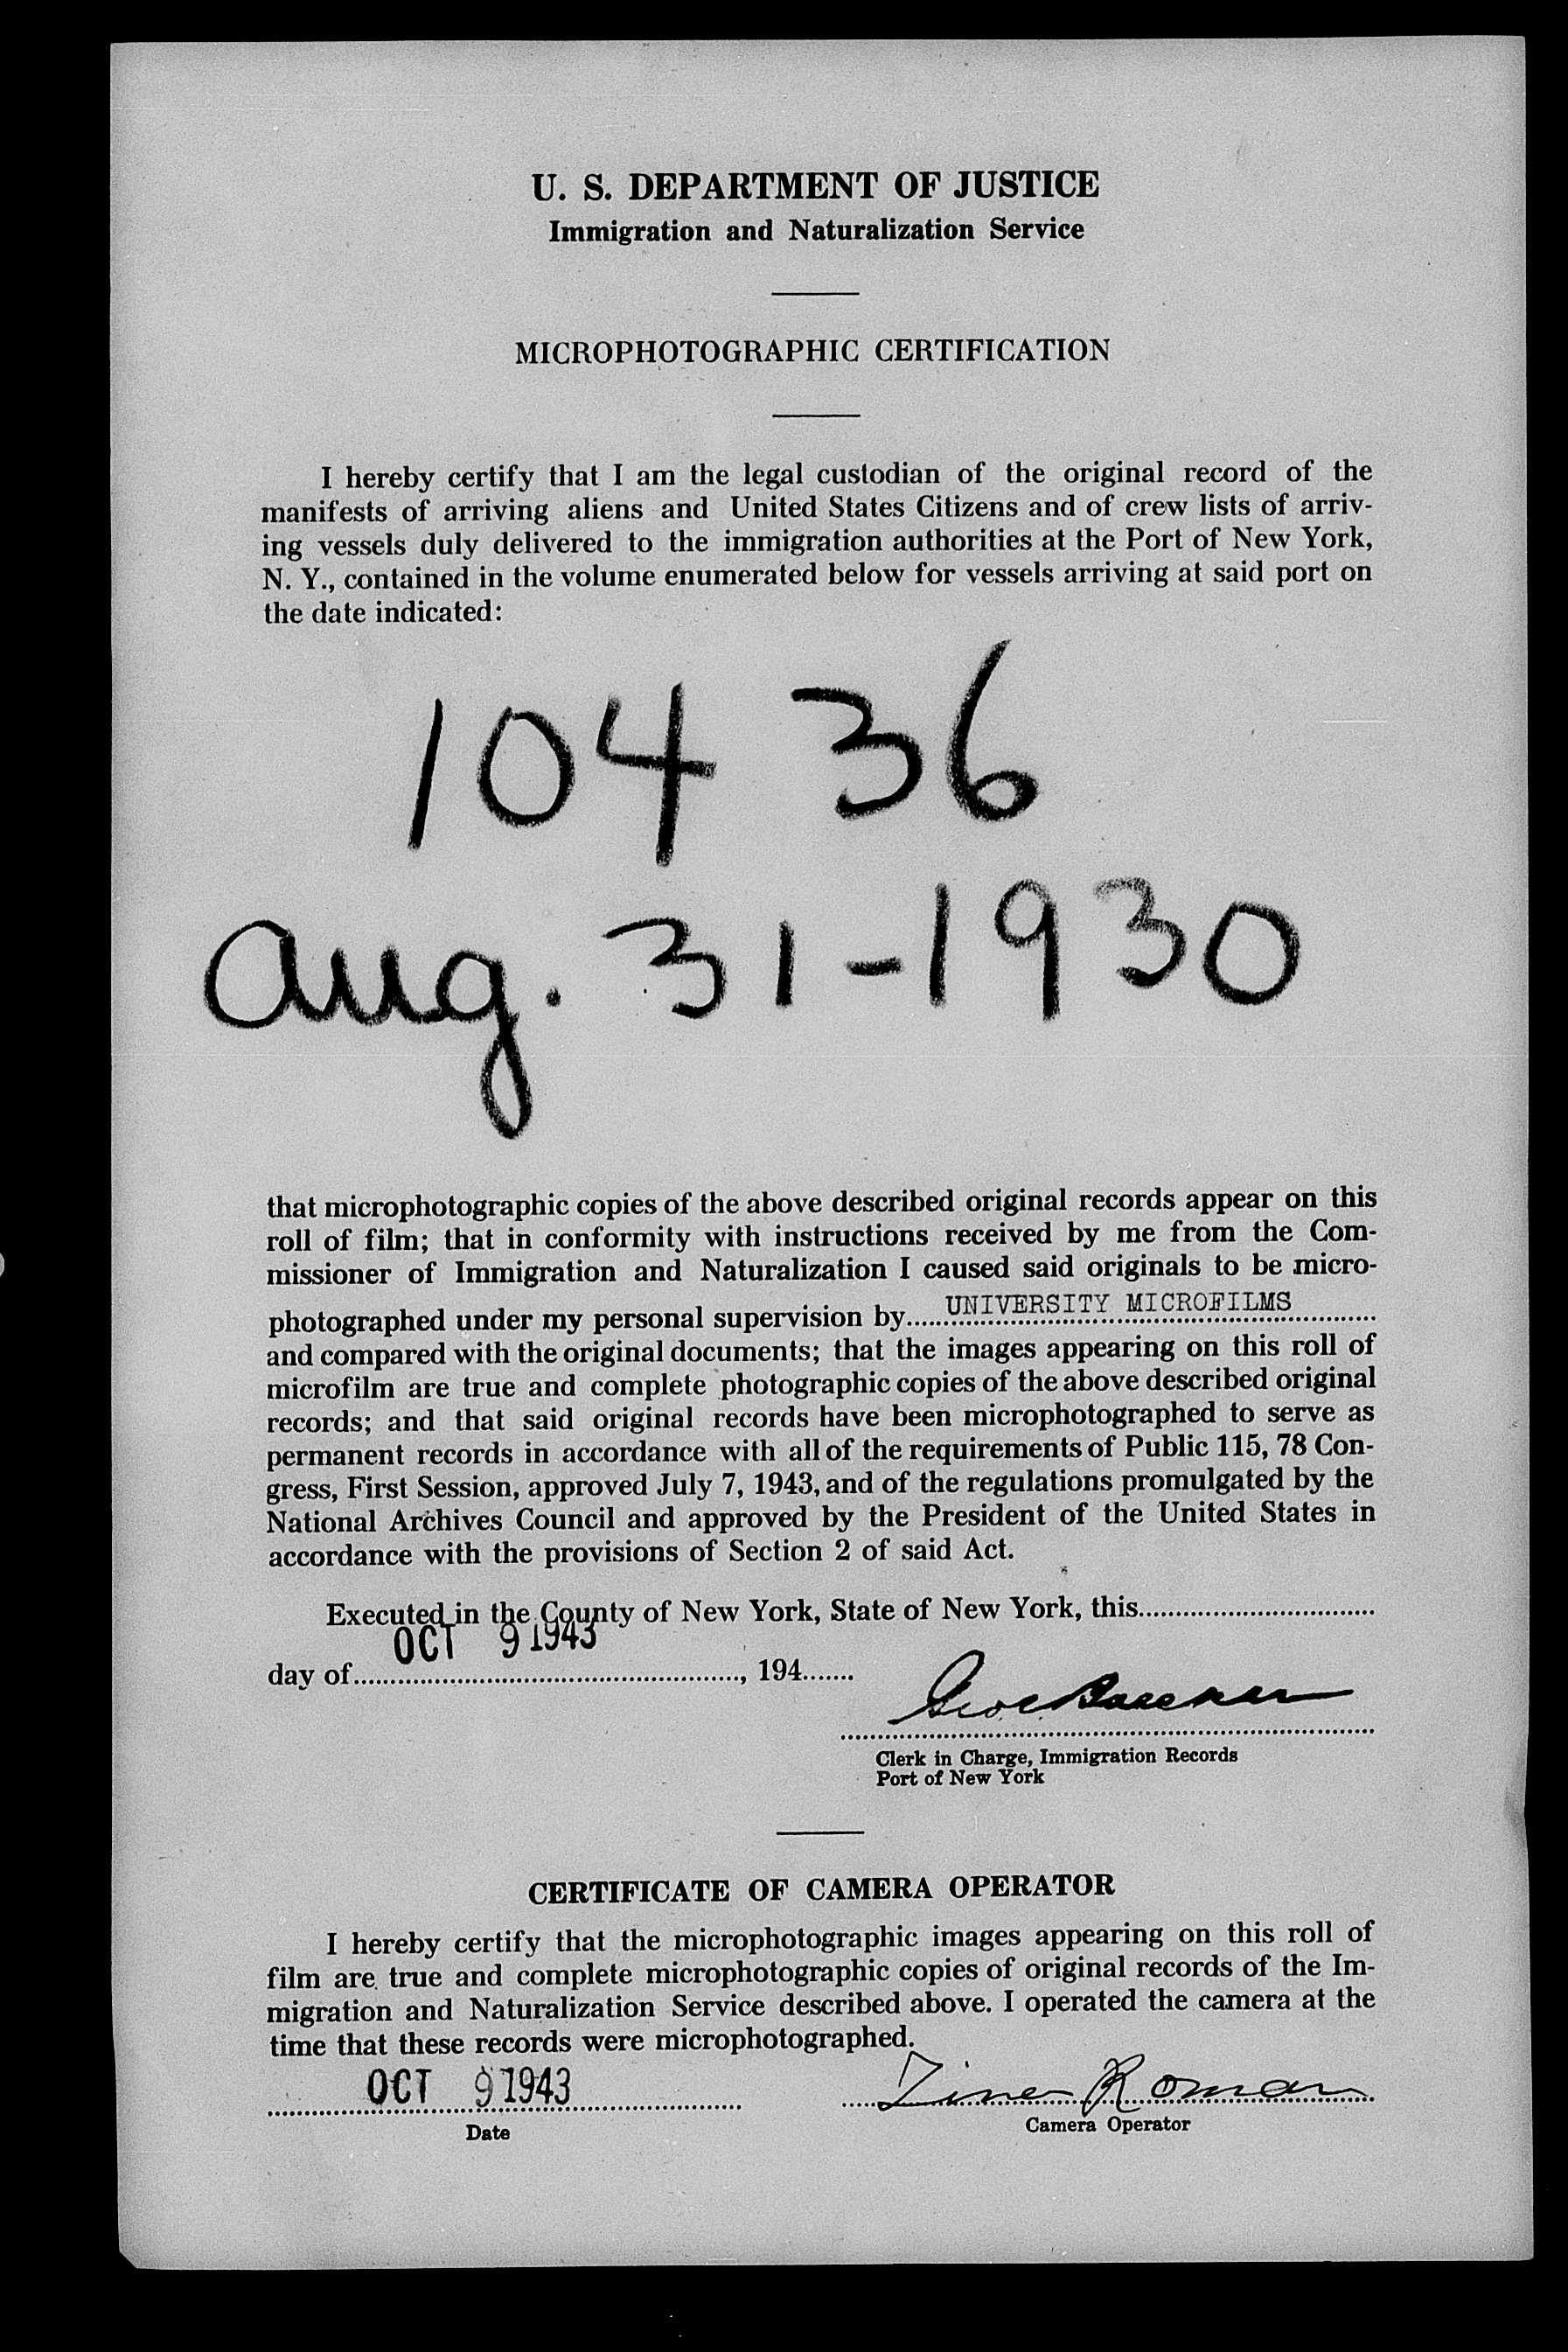 U. S. DEPARTMENT OF JUSTICE
Immigration and Naturalization Service
MICROPHOTOGRAPHIC CERTIFICATION
I hereby certify that I am the legal custodian of the original record of the
manifests of arriving aliens and United States Citizens and of crew lists of arriv-
ing vessels duly delivered to the immigration authorities at the Port of New York,
N. Y., contained in the volume enumerated below for vessels arriving at said port on
the date indicated:
104 36
Aug. 31-1930
that microphotographic copies of the above described original records appear on this
roll of film; that in conformity with instructions received by me from the Com-
missioner of Immigration and Naturalization I caused said originals to be micro-
photographed under my personal supervision by UNIVERSITY MICROFILMS
and compared with the original documents; that the images appearing on this roll of
microfilm are true and complete photographic copies of the above described original
records; and that said original records have been microphotographed to serve as
permanent records in accordance with all of the requirements of Public 115, 78 Con-
gress, First Session, approved July 7, 1943, and of the regulations promulgated by the
National Archives Council and approved by the President of the United States in
accordance with the provisions of Section 2 of said Act.
Executed in the County of New York, State of New York, this
OCT 9 1943
day of, 194
Clerk in Charge, Immigration Records
Port of New York
CERTIFICATE OF CAMERA OPERATOR
I hereby certify that the microphotographic images appearing on this roll of
film are true and complete microphotographic copies of original records of the Im-
migration and Naturalization Service described above. I operated the camera at the
time that these records were microphotographed.
OCT 9 1943 Roman
Date Camera Operator